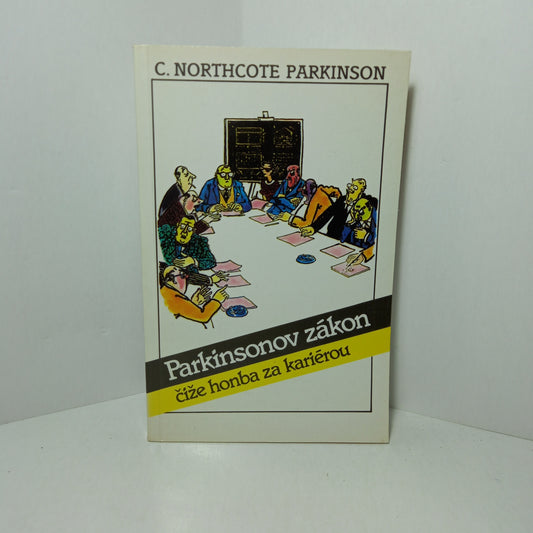 C. NORTHCOTE PARKINSON
Parkinsonov zákon
čiže honba za kariérou